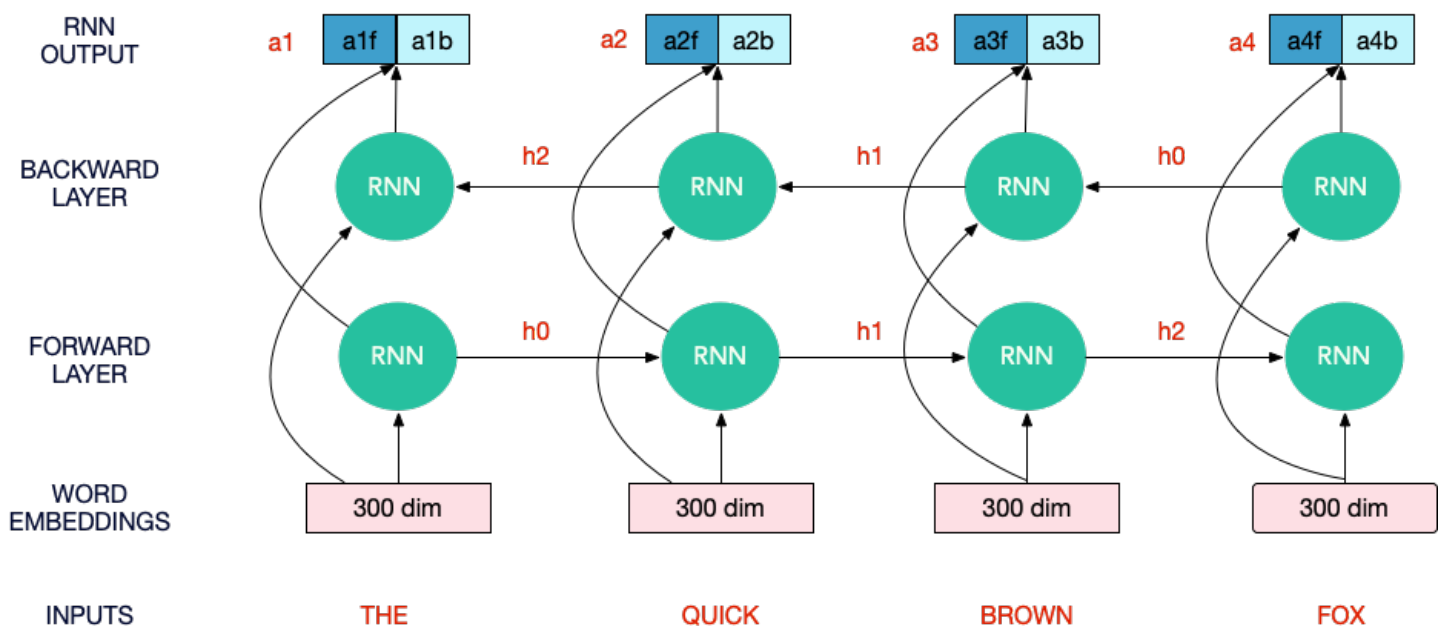 RNN
OUTPUT
a1 a1f a1b a2 a2f a2b a3 a3f a3b a4 a4f a4b
BACKWARD
LAYER
RNN h2 RNN h1 RNN h0 RNN
FORWARD
LAYER
RNN h0 RNN h1 RNN h2 RNN
WORD
EMBEDDINGS
300 dim 300 dim 300 dim 300 dim
INPUTS THE QUICK BROWN FOX